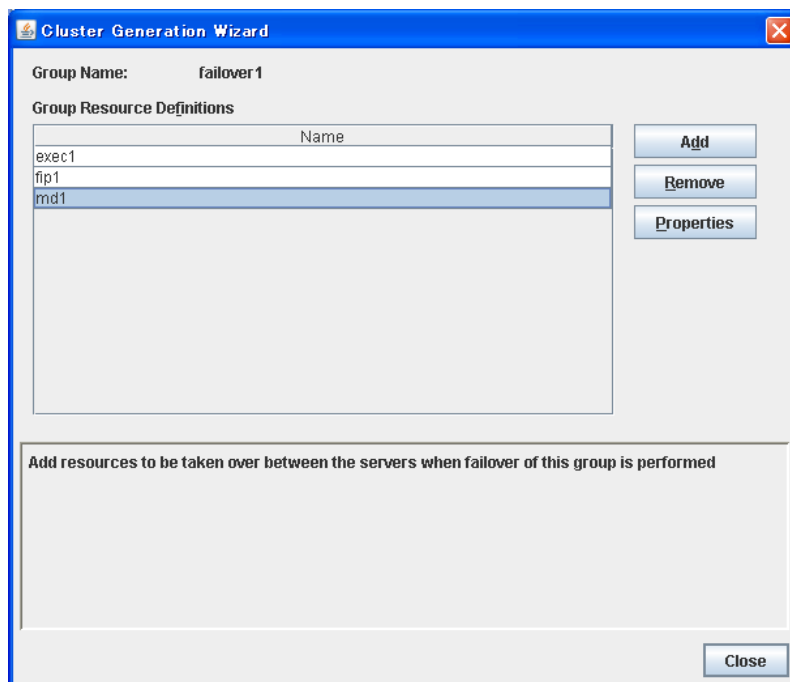 Cluster Generation Wizard
Group Name: failover1
Group Resource Definitions
Name
exec1
fip1
md1
Add
Remove
Properties
Add resources to be taken over between the servers when failover of this group is performed
Close